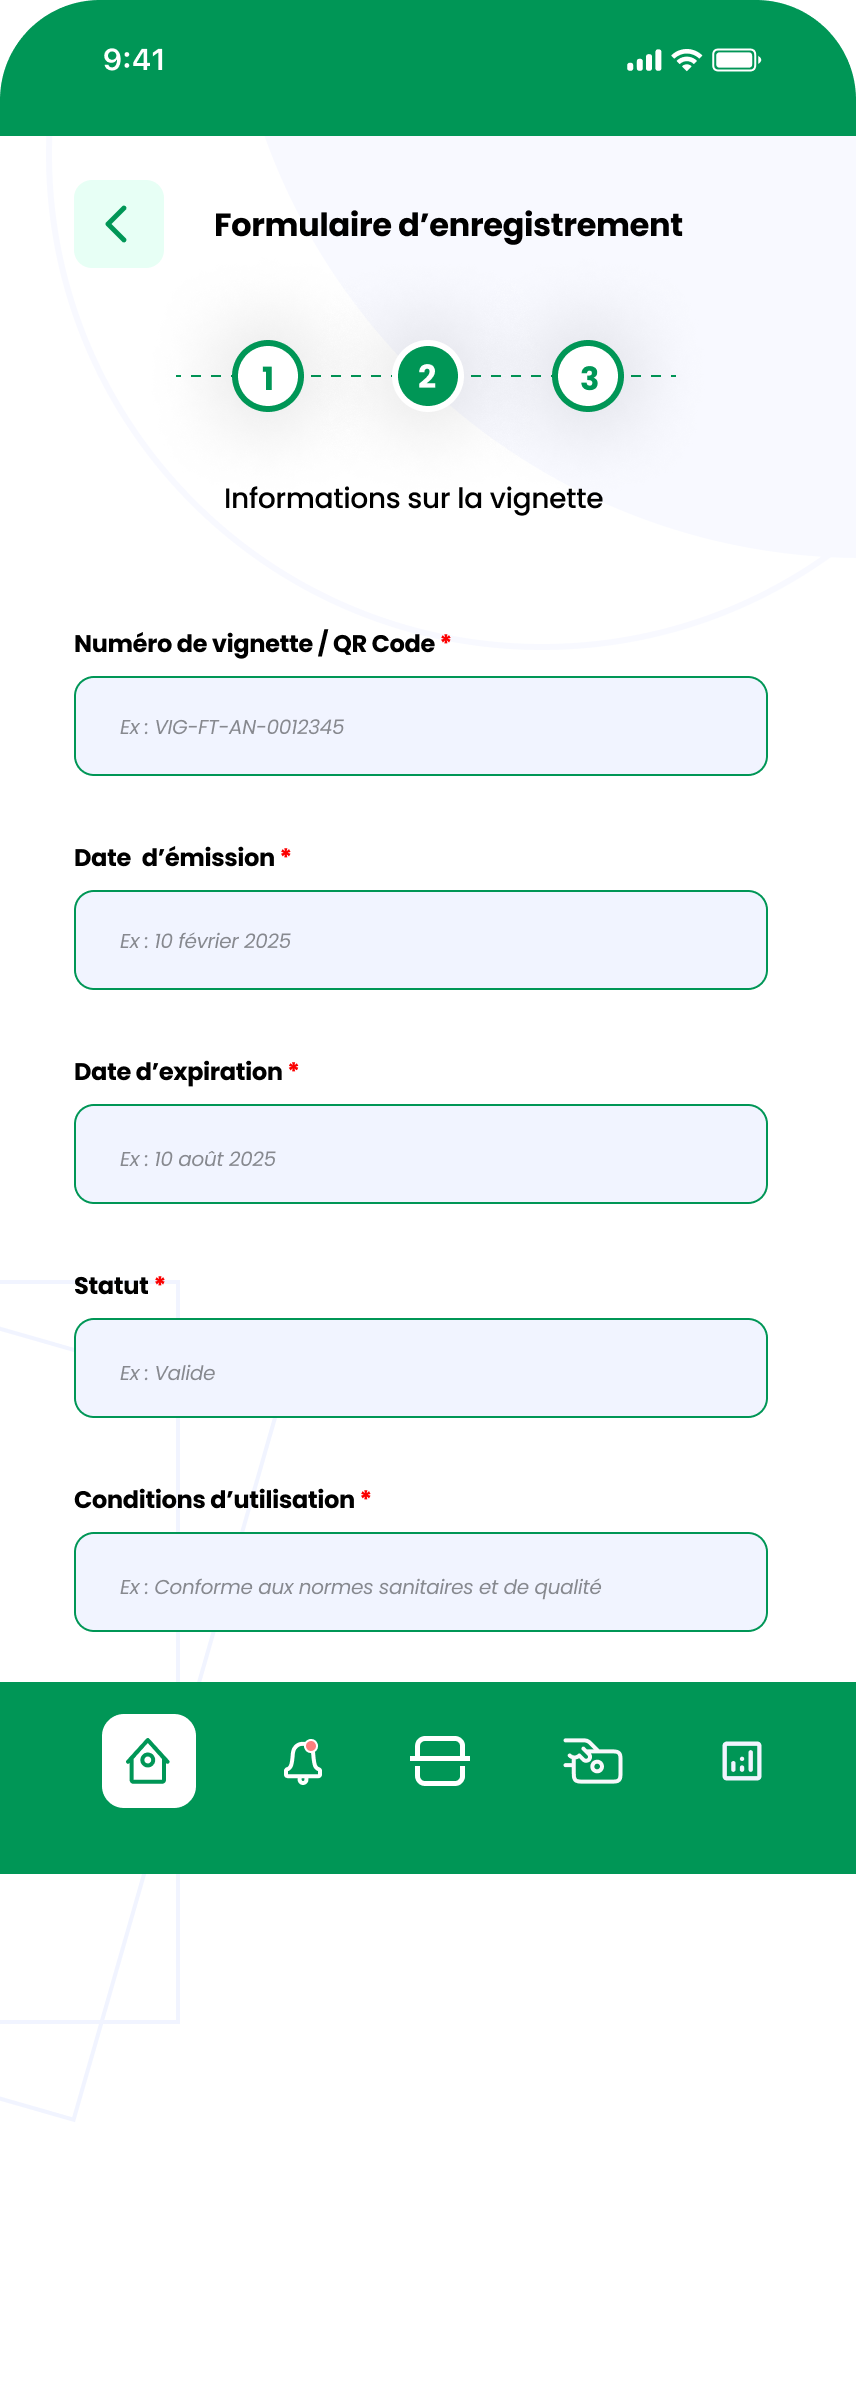 9:41
Formulaire d’enregistrement
1 2 3
Informations sur la vignette
Numéro de vignette / QR Code *
Ex : VIG-FT-AN-0012345
Date  d’émission *
Ex : 10 février 2025
Date d’expiration *
Ex : 10 août 2025
Statut *
Ex : Valide
Conditions d’utilisation *
Ex : Conforme aux normes sanitaires et de qualité